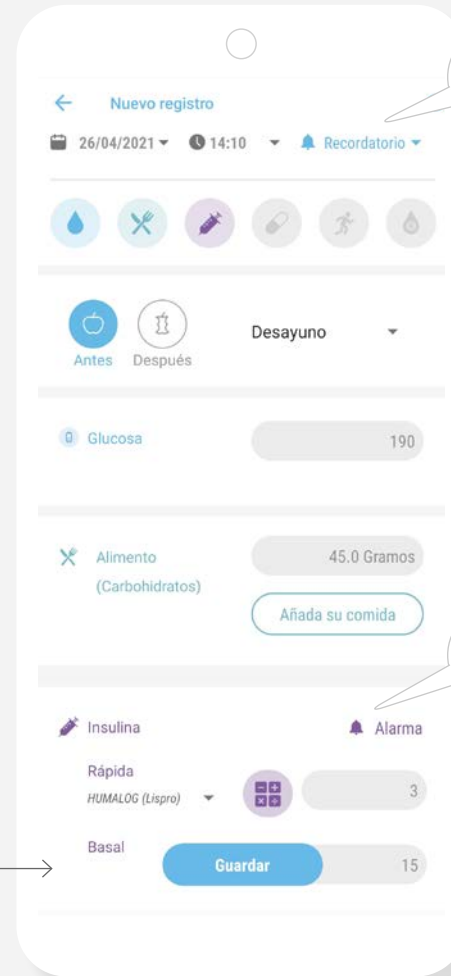 Nuevo registro
26/04/2021 14:10 Recordatorio
Antes Después
Desayuno
Glucosa 190
Alimento 45.0 Gramos
(Carbohidratos)
Añada su comida
Insulina Alarma
Rápida
HUMALOG (Lispro) 3
Basal Guardar 15